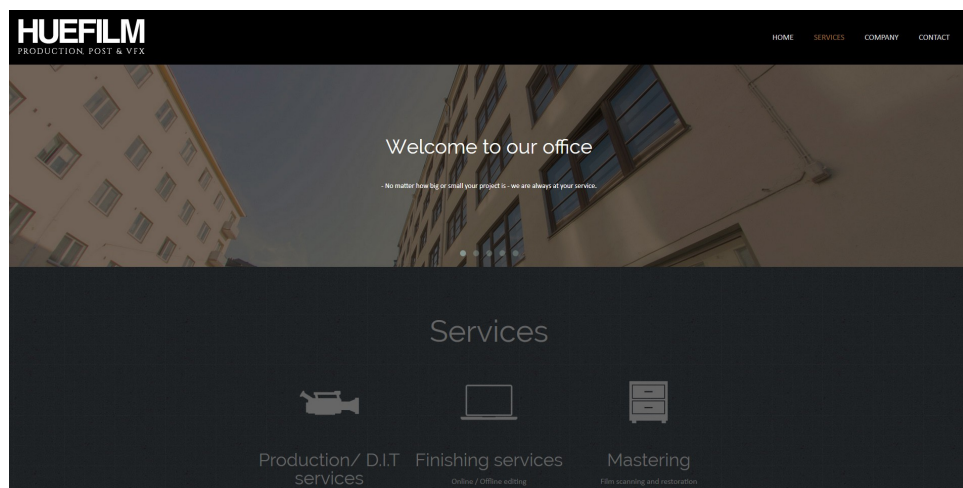 HUEFILM
PRODUCTION, POST & VFX
HOME SERVICES COMPANY CONTACT
Welcome to our office
- No matter how big or small your project is - we are always at your service.
Services
Production/ D.I.T
services
Finishing services
Online / Offline editing
Mastering
Film scanning and restoration